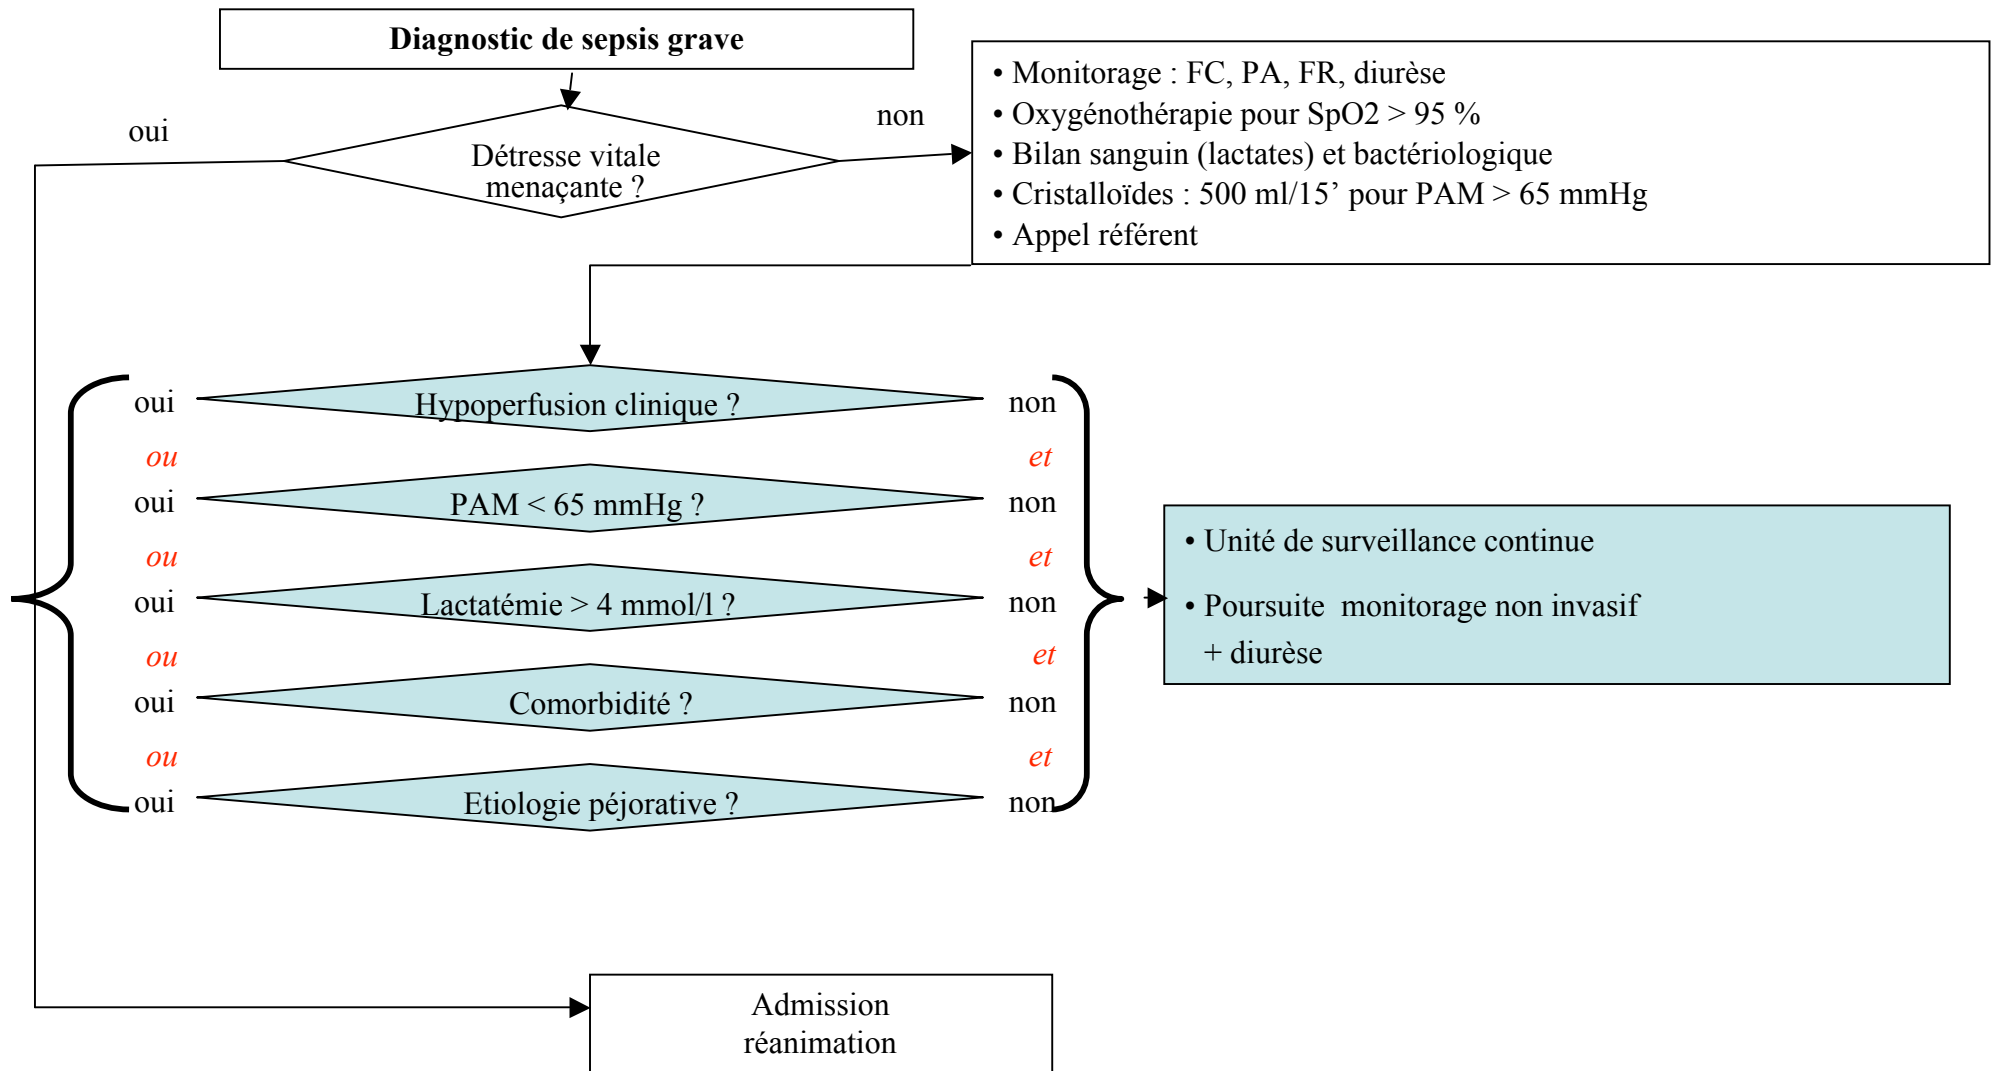 Diagnostic de sepsis grave
oui
non
Détresse vitale
menaçante ?
• Monitorage : FC, PA, FR, diurèse
• Oxygénothérapie pour SpO2 > 95 %
• Bilan sanguin (lactates) et bactériologique
• Cristalloïdes : 500 ml/15’ pour PAM > 65 mmHg
• Appel référent
oui Hypoperfusion clinique ? non
ou et
oui PAM < 65 mmHg ? non
ou et
oui Lactatémie > 4 mmol/l ? non
ou et
oui Comorbidité ? non
ou et
oui Etiologie péjorative ? non
• Unité de surveillance continue
• Poursuite monitorage non invasif
+ diurèse
Admission
réanimation